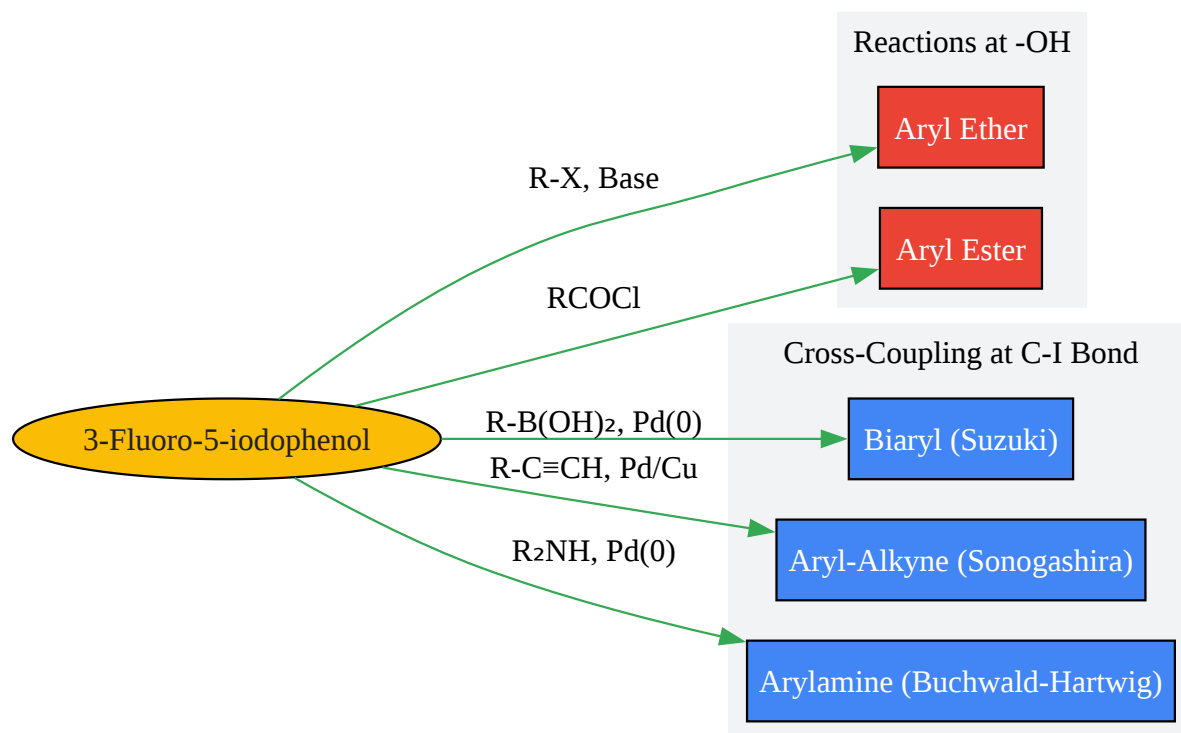 Reactions at -OH
Aryl Ether
R-X, Base
Aryl Ester
RCOCl
Cross-Coupling at C-I Bond
R-B(OH)₂, Pd(0)
3-Fluoro-5-iodophenol
Biaryl (Suzuki)
R-C≡CH, Pd/Cu
R₂NH, Pd(0)
Aryl-Alkyne (Sonogashira)
Arylamine (Buchwald-Hartwig)